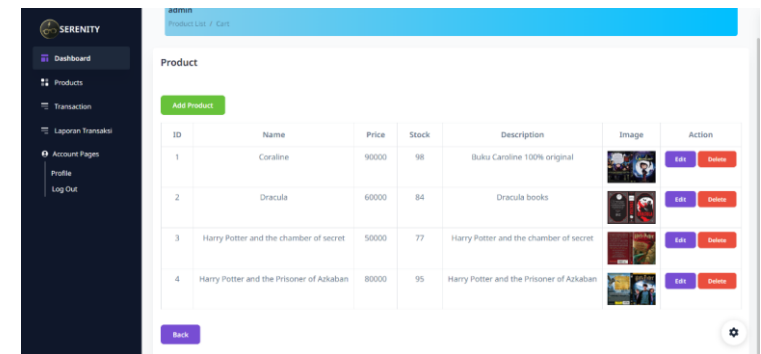 SERENITY
Dashboard
Products
Transaction
Laporan Transaksi
Account Pages
Profile
Log Out
admin
Product List / Cart
Product
Add Product
ID Name Price Stock Description Image Action
1 Coraline 90000 98 Buku Caroline 100% original Edit Delete
2 Dracula 60000 84 Dracula books Edit Delete
3 Harry Potter and the chamber of secret 50000 77 Harry Potter and the chamber of secret Edit Delete
4 Harry Potter and the Prisoner of Azkaban 80000 95 Harry Potter and the Prisoner of Azkaban Edit Delete
Back